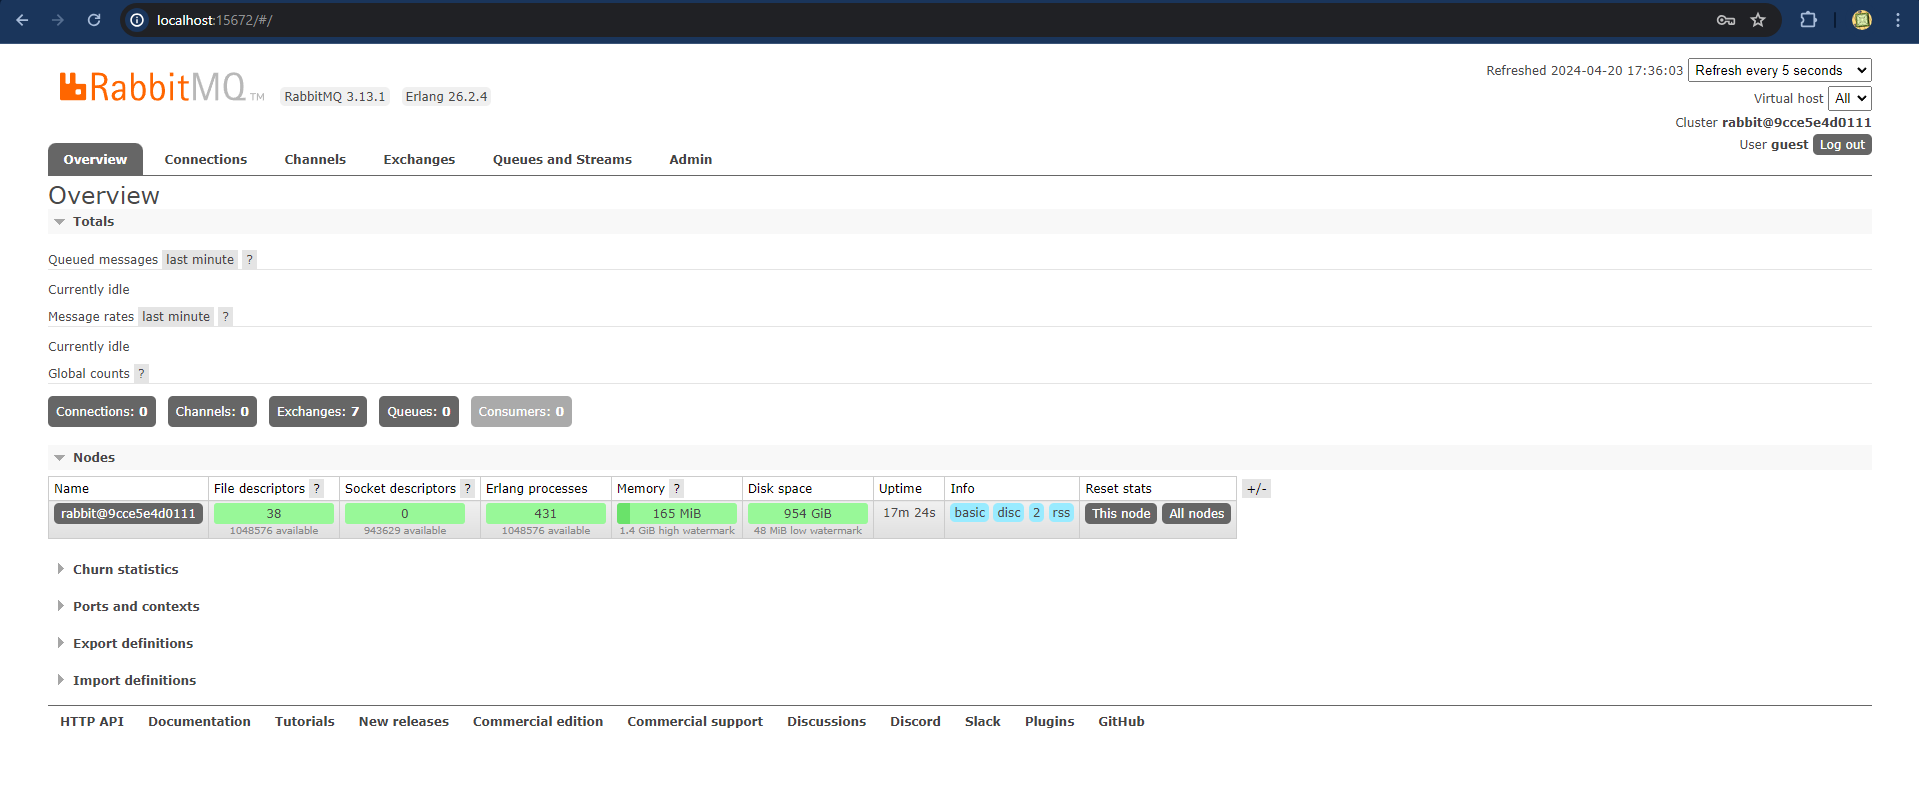 localhost:15672/#/
RabbitMQ TM RabbitMQ 3.13.1 Erlang 26.2.4
Refreshed 2024-04-20 17:36:03 Refresh every 5 seconds
Virtual host All
Cluster rabbit@9cce5e4d0111
User guest Log out
Overview Connections Channels Exchanges Queues and Streams Admin
Overview
Totals
Queued messages last minute ?
Currently idle
Message rates last minute ?
Currently idle
Global counts ?
Connections: 0 Channels: 0 Exchanges: 7 Queues: 0 Consumers: 0
Nodes
Name File descriptors ? Socket descriptors ? Erlang processes Memory ? Disk space Uptime Info Reset stats +/-
rabbit@9cce5e4d0111 38 0 431 165 MiB 954 GiB 17m 24s basic disc 2 rss This node All nodes
1048576 available 943629 available 1048576 available 1.4 GiB high watermark 48 MiB low watermark
Churn statistics
Ports and contexts
Export definitions
Import definitions
HTTP API Documentation Tutorials New releases Commercial edition Commercial support Discussions Discord Slack Plugins GitHub